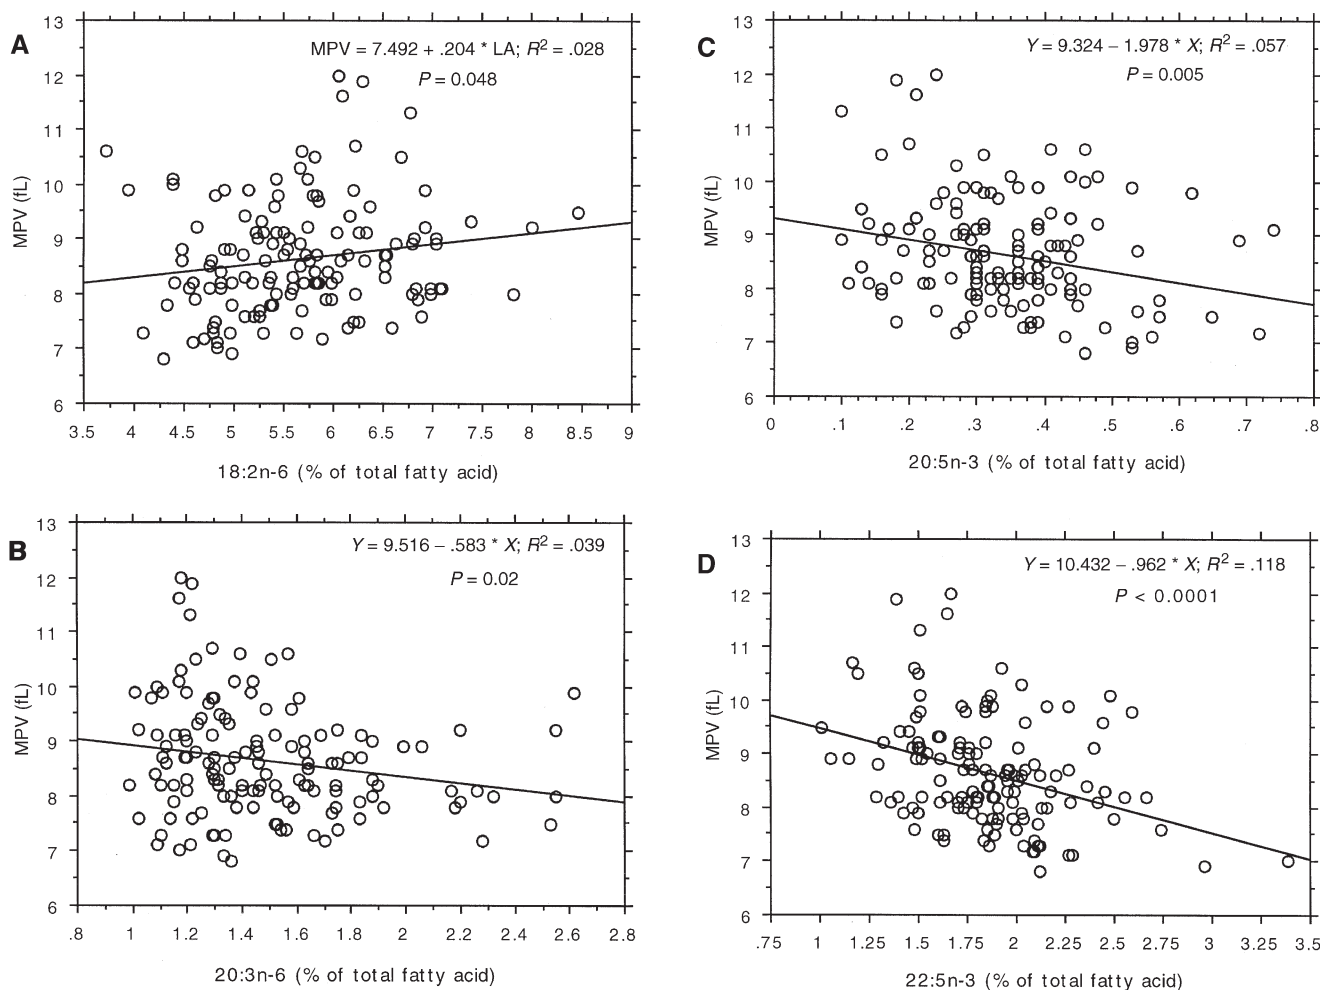 A
MPV = 7.492 + .204 * LA; R² = .028
P = 0.048
MPV (fL)
13
12
11
10
9
8
7
6
3.5 4 4.5 5 5.5 6 6.5 7 7.5 8 8.5 9
18:2n-6 (% of total fatty acid)
C
Y = 9.324 – 1.978 * X; R² = .057
P = 0.005
MPV (fL)
13
12
11
10
9
8
7
6
0 .1 .2 .3 .4 .5 .6 .7 .8
20:5n-3 (% of total fatty acid)
B
Y = 9.516 – .583 * X; R² = .039
P = 0.02
MPV (fL)
13
12
11
10
9
8
7
6
.8 1 1.2 1.4 1.6 1.8 2 2.2 2.4 2.6 2.8
20:3n-6 (% of total fatty acid)
D
Y = 10.432 – .962 * X; R² = .118
P < 0.0001
MPV (fL)
13
12
11
10
9
8
7
6
.75 1 1.25 1.5 1.75 2 2.25 2.5 2.75 3 3.25 3.5
22:5n-3 (% of total fatty acid)